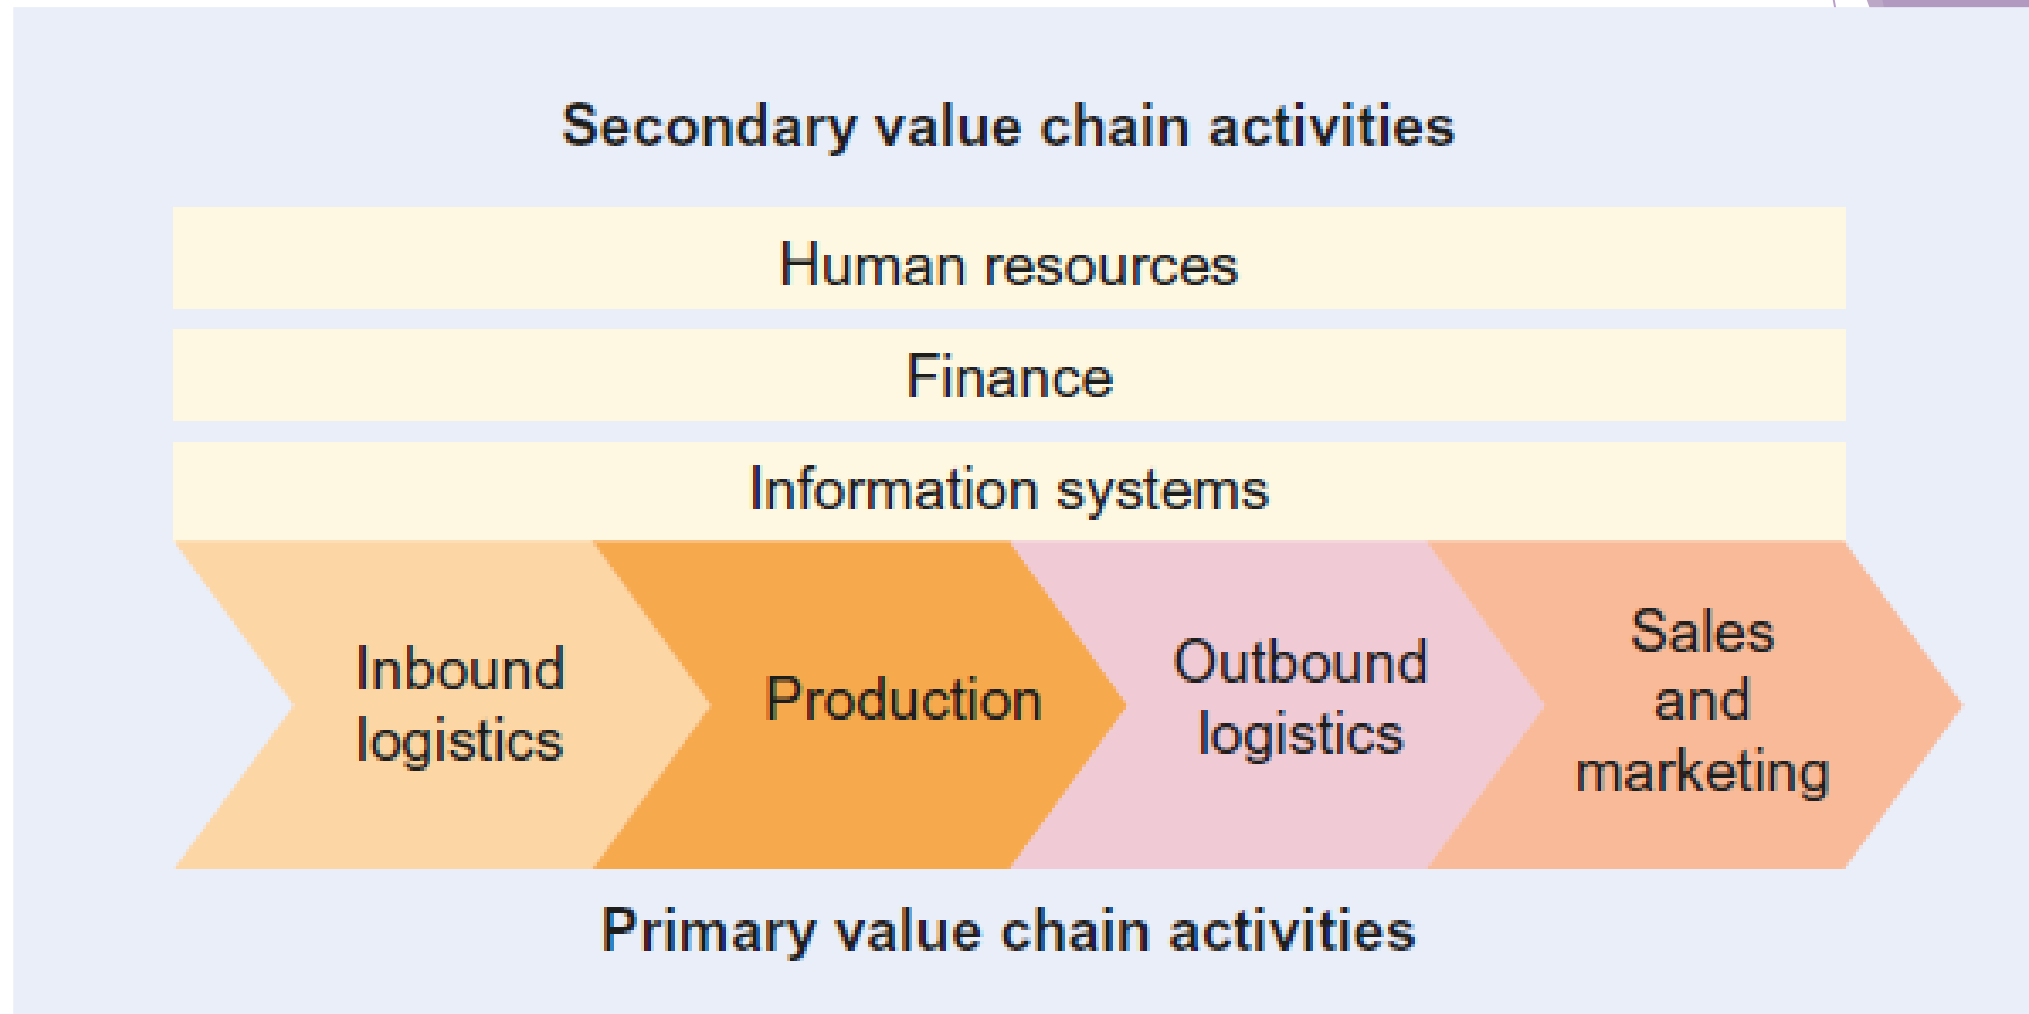 Secondary value chain activities
Human resources
Finance
Information systems
Inbound
logistics
Production
Outbound
logistics
Sales
and
marketing
Primary value chain activities